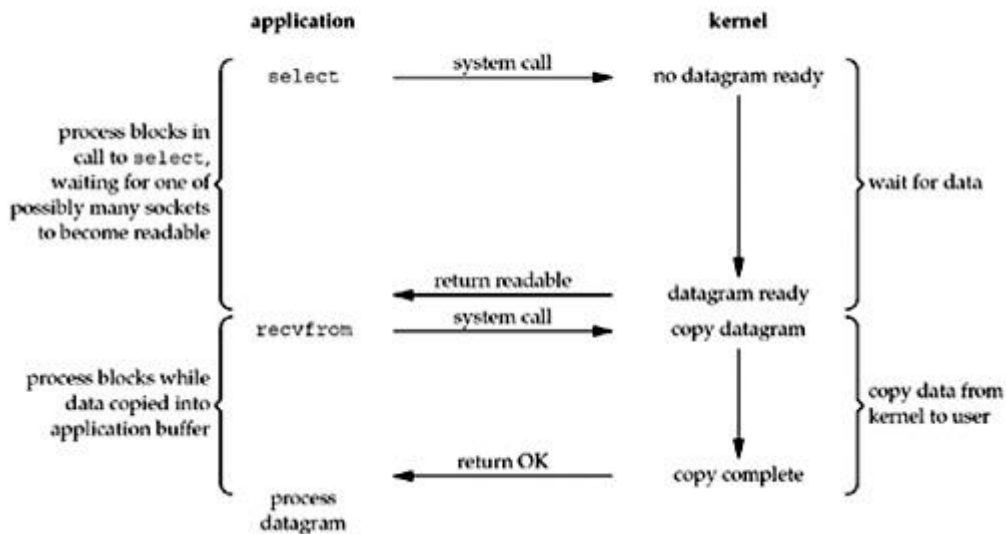 application kernel
select system call no datagram ready
process blocks in
call to select,
waiting for one of
possibly many sockets
to become readable
wait for data
return readable datagram ready
recvfrom system call copy datagram
process blocks while
data copied into
application buffer
copy data from
kernel to user
return OK copy complete
process
datagram